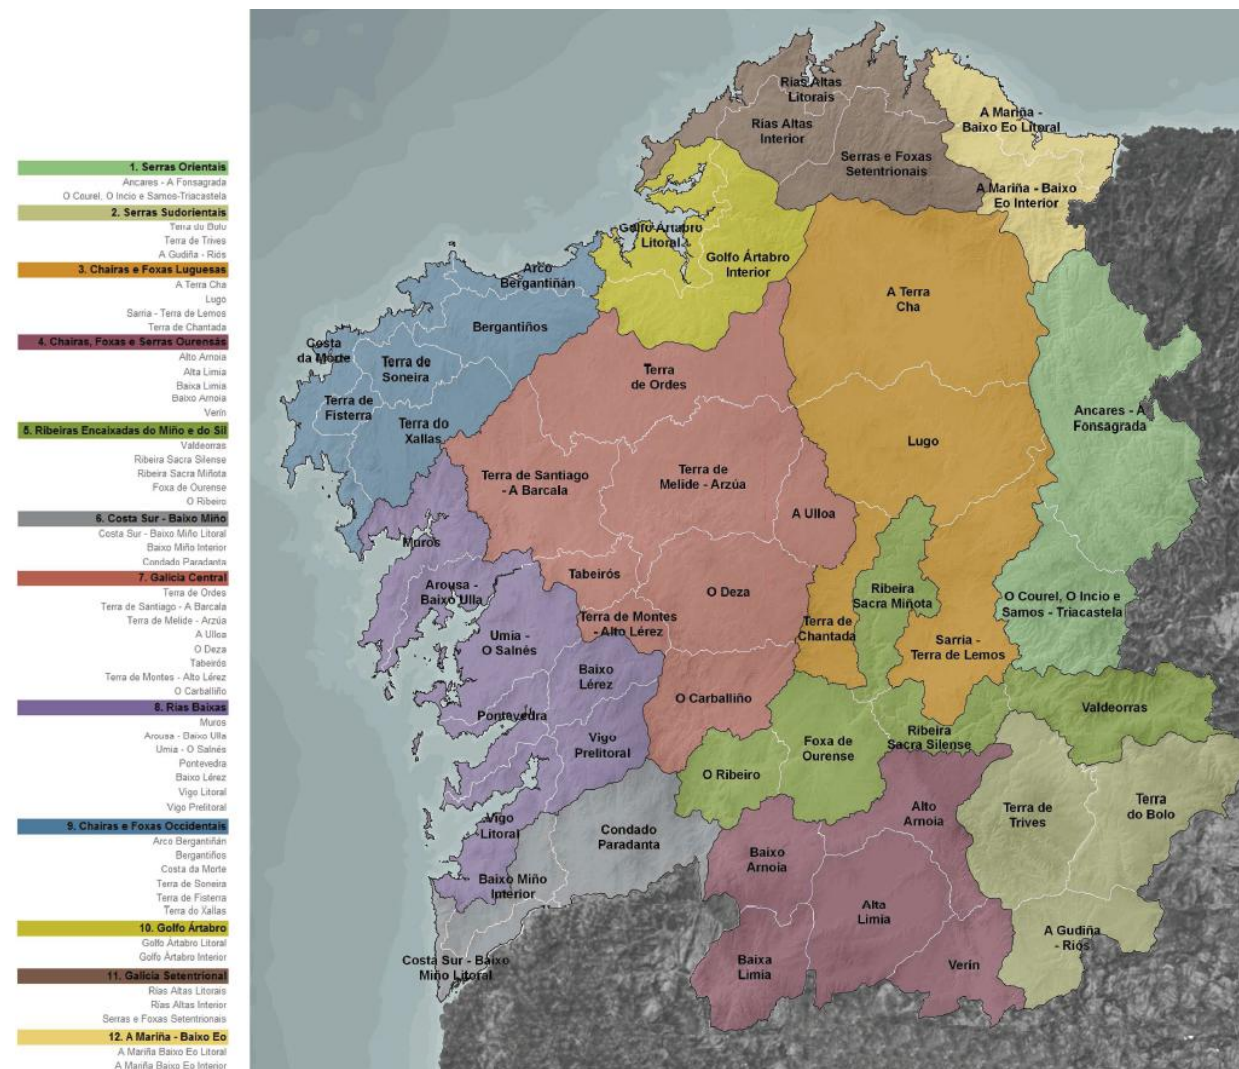 1. Serras Orientais
Ancares - A Fonsagrada
O Courel, O Incio e Samos-Triacastela
2. Serras Sudorientais
Terra do Bolo
Terra de Trives
A Gudiña - Riós
3. Chairas e Foxas Luguesas
A Terra Cha
Lugo
Sarria - Terra de Lemos
Terra de Chantada
4. Chairas, Foxas e Serras Ourensás
Alto Arnoia
Alta Limia
Baixa Limia
Baixo Arnoia
Verín
5. Ribeiras Encaixadas do Miño e do Sil
Valdeorras
Ribeira Sacra Silense
Ribeira Sacra Miñota
Foxa de Ourense
O Ribeiro
6. Costa Sur - Baixo Miño
Costa Sur - Baixo Miño Litoral
Baixo Miño Interior
Condado Paradanta
7. Galicia Central
Terra de Ordes
Terra de Santiago - A Barcala
Terra de Melide - Arzúa
A Ulloa
O Deza
Tabeirós
Terra de Montes - Alto Lérez
O Carballiño
8. Rías Baixas
Muros
Arousa - Baixo Ulla
Umia - O Salnés
Pontevedra
Baixo Lérez
Vigo Litoral
Vigo Prelitoral
9. Chairas e Foxas Occidentais
Arco Bergantiñán
Bergantiños
Costa da Morte
Terra de Soneira
Terra de Fisterra
Terra do Xallas
10. Golfo Ártabro
Golfo Ártabro Litoral
Golfo Ártabro Interior
11. Galicia Setentrional
Rías Altas Litorais
Rías Altas Interior
Serras e Foxas Setentrionais
12. A Mariña - Baixo Eo
A Mariña Baixo Eo Litoral
A Mariña Baixo Eo Interior
Rías Altas
Litorais
Rías Altas
Interior
Serras e Foxas
Setentrionais
A Mariña -
Baixo Eo Litoral
A Mariña - Baixo
Eo Interior
Golfo Ártabro
Litoral
Golfo Ártabro
Interior
Arco
Bergantiñán
Bergantiños
Costa
da Morte
Terra de
Soneira
Terra de
Fisterra
Terra do
Xallas
A Terra
Cha
Terra
de Ordes
Lugo
Ancares - A
Fonsagrada
Terra de Santiago
- A Barcala
Terra de
Melide - Arzúa
A Ulloa
Muros
Arousa -
Baixo Ulla
Tabeirós
O Deza
Ribeira
Sacra Miñota
O Courel, O Incio e
Samos - Triacastela
Umia -
O Salnés
Terra de Montes
- Alto Lérez
Terra de
Chantada
Sarria -
Terra de Lemos
Baixo
Lérez
O Carballiño
Valdeorras
Pontevedra
Vigo
Prelitoral
Foxa de
Ourense
Ribeira
Sacra Silense
O Ribeiro
Vigo
Litoral
Condado
Paradanta
Alto
Arnoia
Terra de
Trives
Terra
do Bolo
Baixo
Arnoia
Baixo Miño
Interior
Alta
Limia
A Gudiña
- Riós
Costa Sur - Baixo
Miño Litoral
Baixa
Limia
Verín